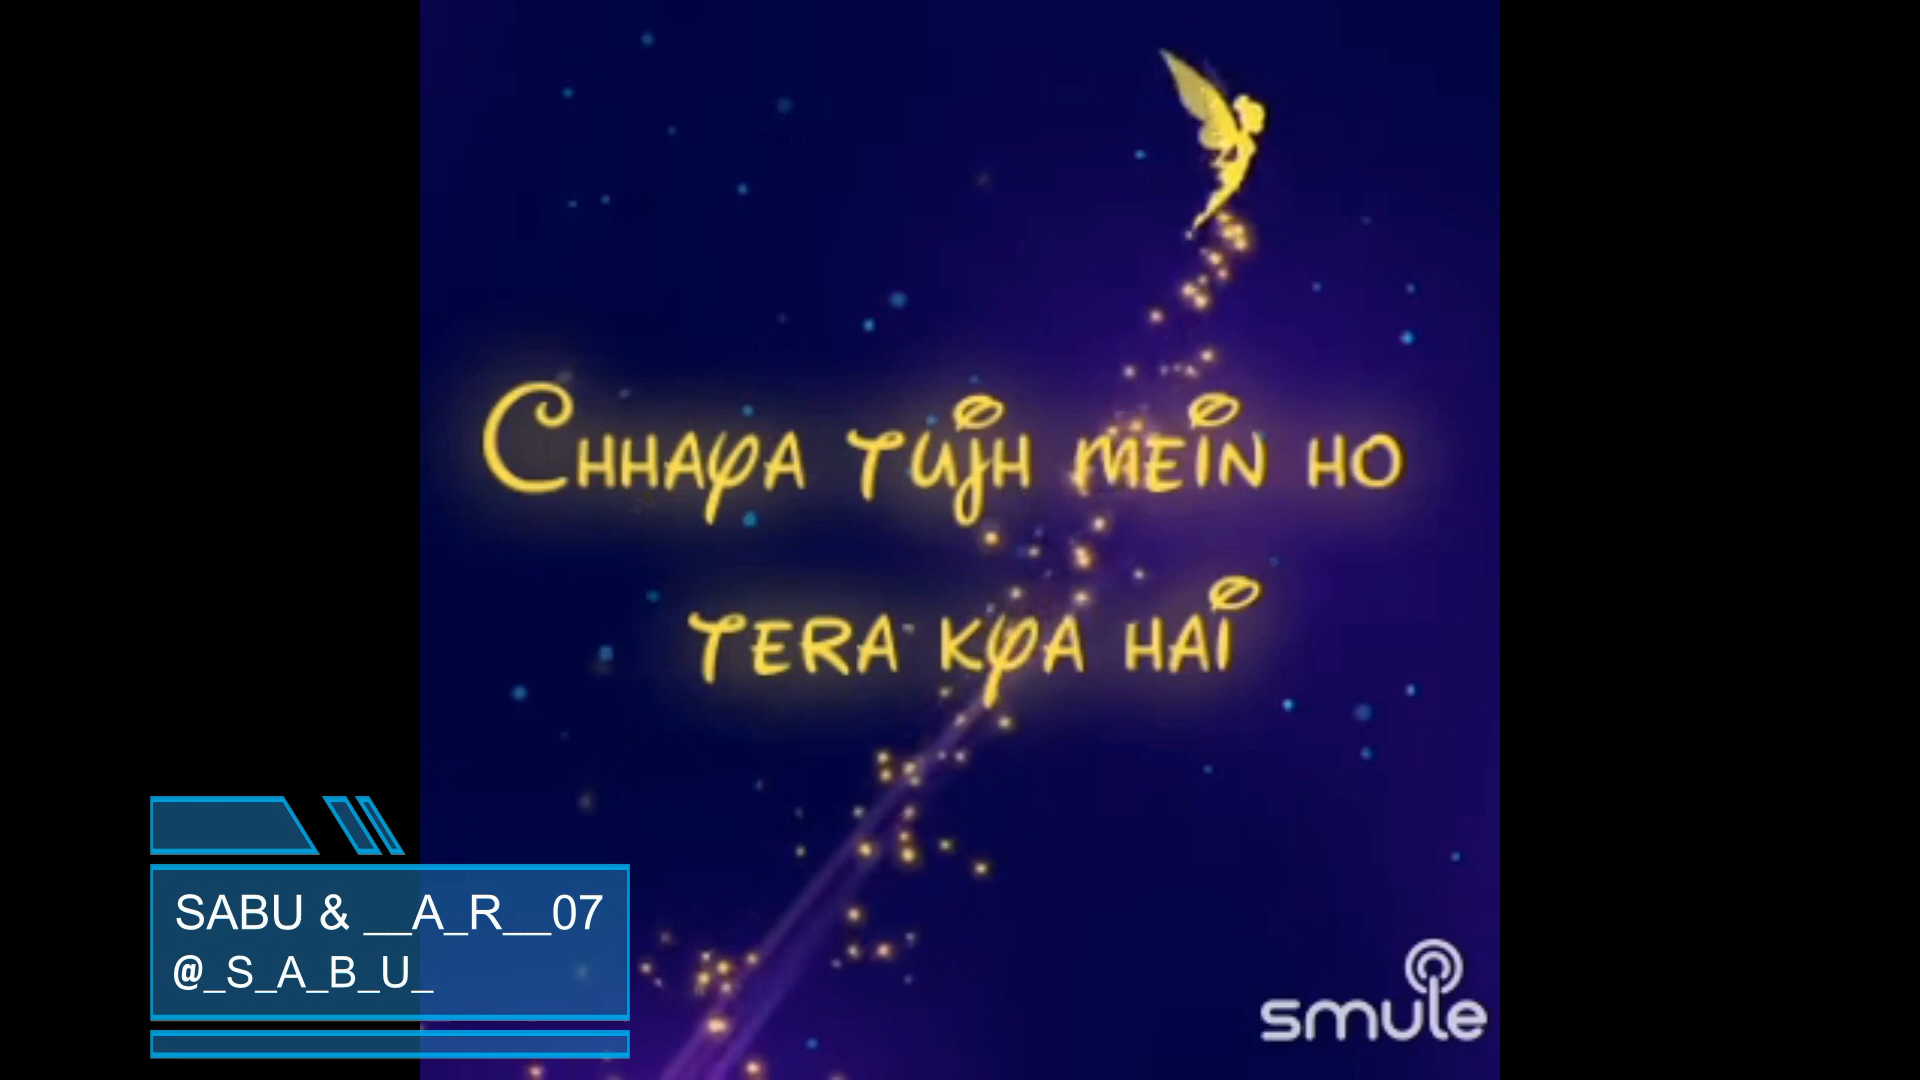 Chhaya tujh mein ho
tera kya hai
SABU & __A_R__07
@_S_A_B_U_
smule